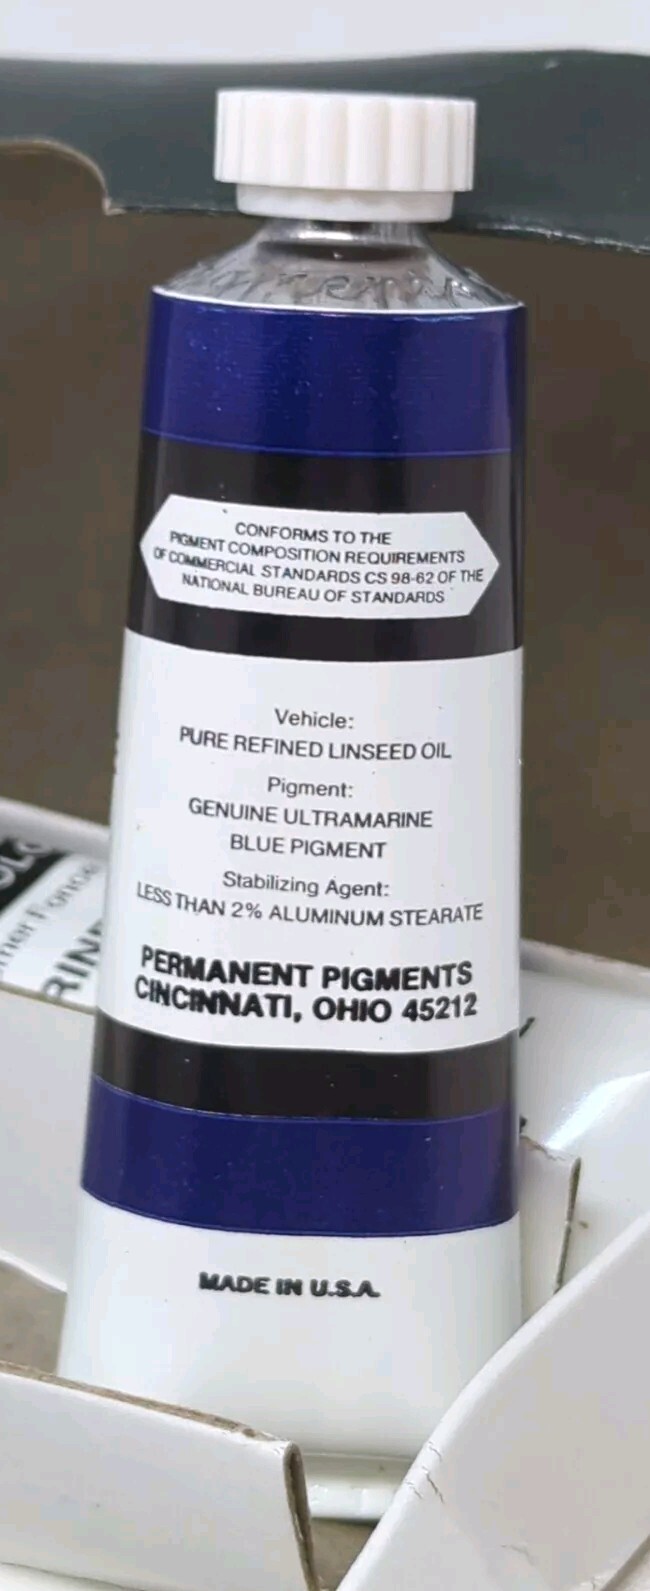 CONFORMS TO THE
PIGMENT COMPOSITION REQUIREMENTS
OF COMMERCIAL STANDARDS CS 98-62 OF THE
NATIONAL BUREAU OF STANDARDS
Vehicle:
PURE REFINED LINSEED OIL
Pigment:
GENUINE ULTRAMARINE
BLUE PIGMENT
Stabilizing Agent:
LESS THAN 2% ALUMINUM STEARATE
PERMANENT PIGMENTS
CINCINNATI, OHIO 45212
MADE IN U.S.A.